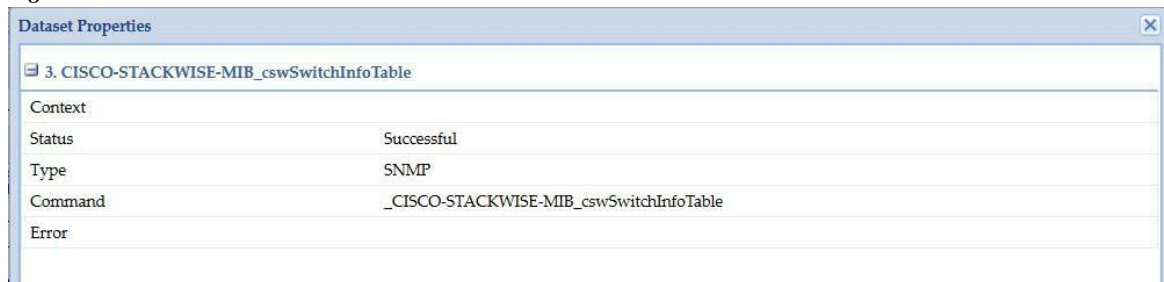 Dataset Properties
3. CISCO-STACKWISE-MIB_cswSwitchInfoTable
Context
Status Successful
Type SNMP
Command _CISCO-STACKWISE-MIB_cswSwitchInfoTable
Error